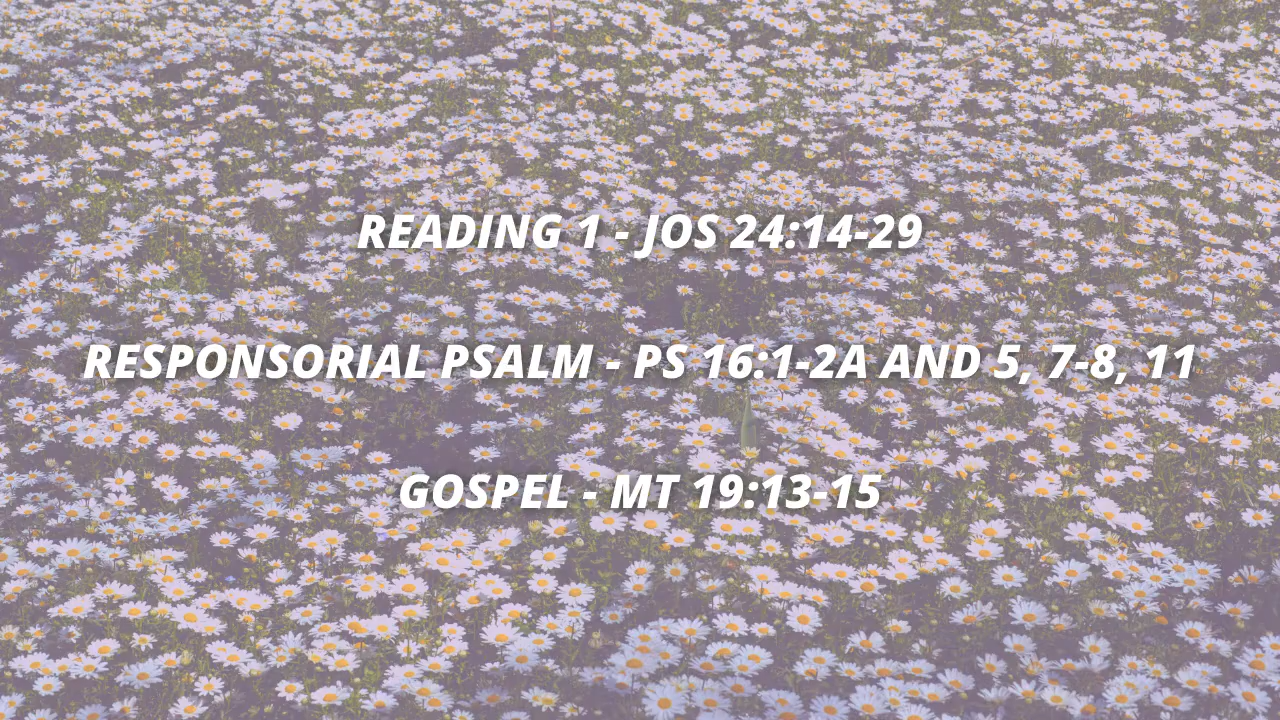 READING 1 - JOS 24:14-29
RESPONSORIAL PSALM - PS 16:1-2A AND 5, 7-8, 11
GOSPEL - MT 19:13-15